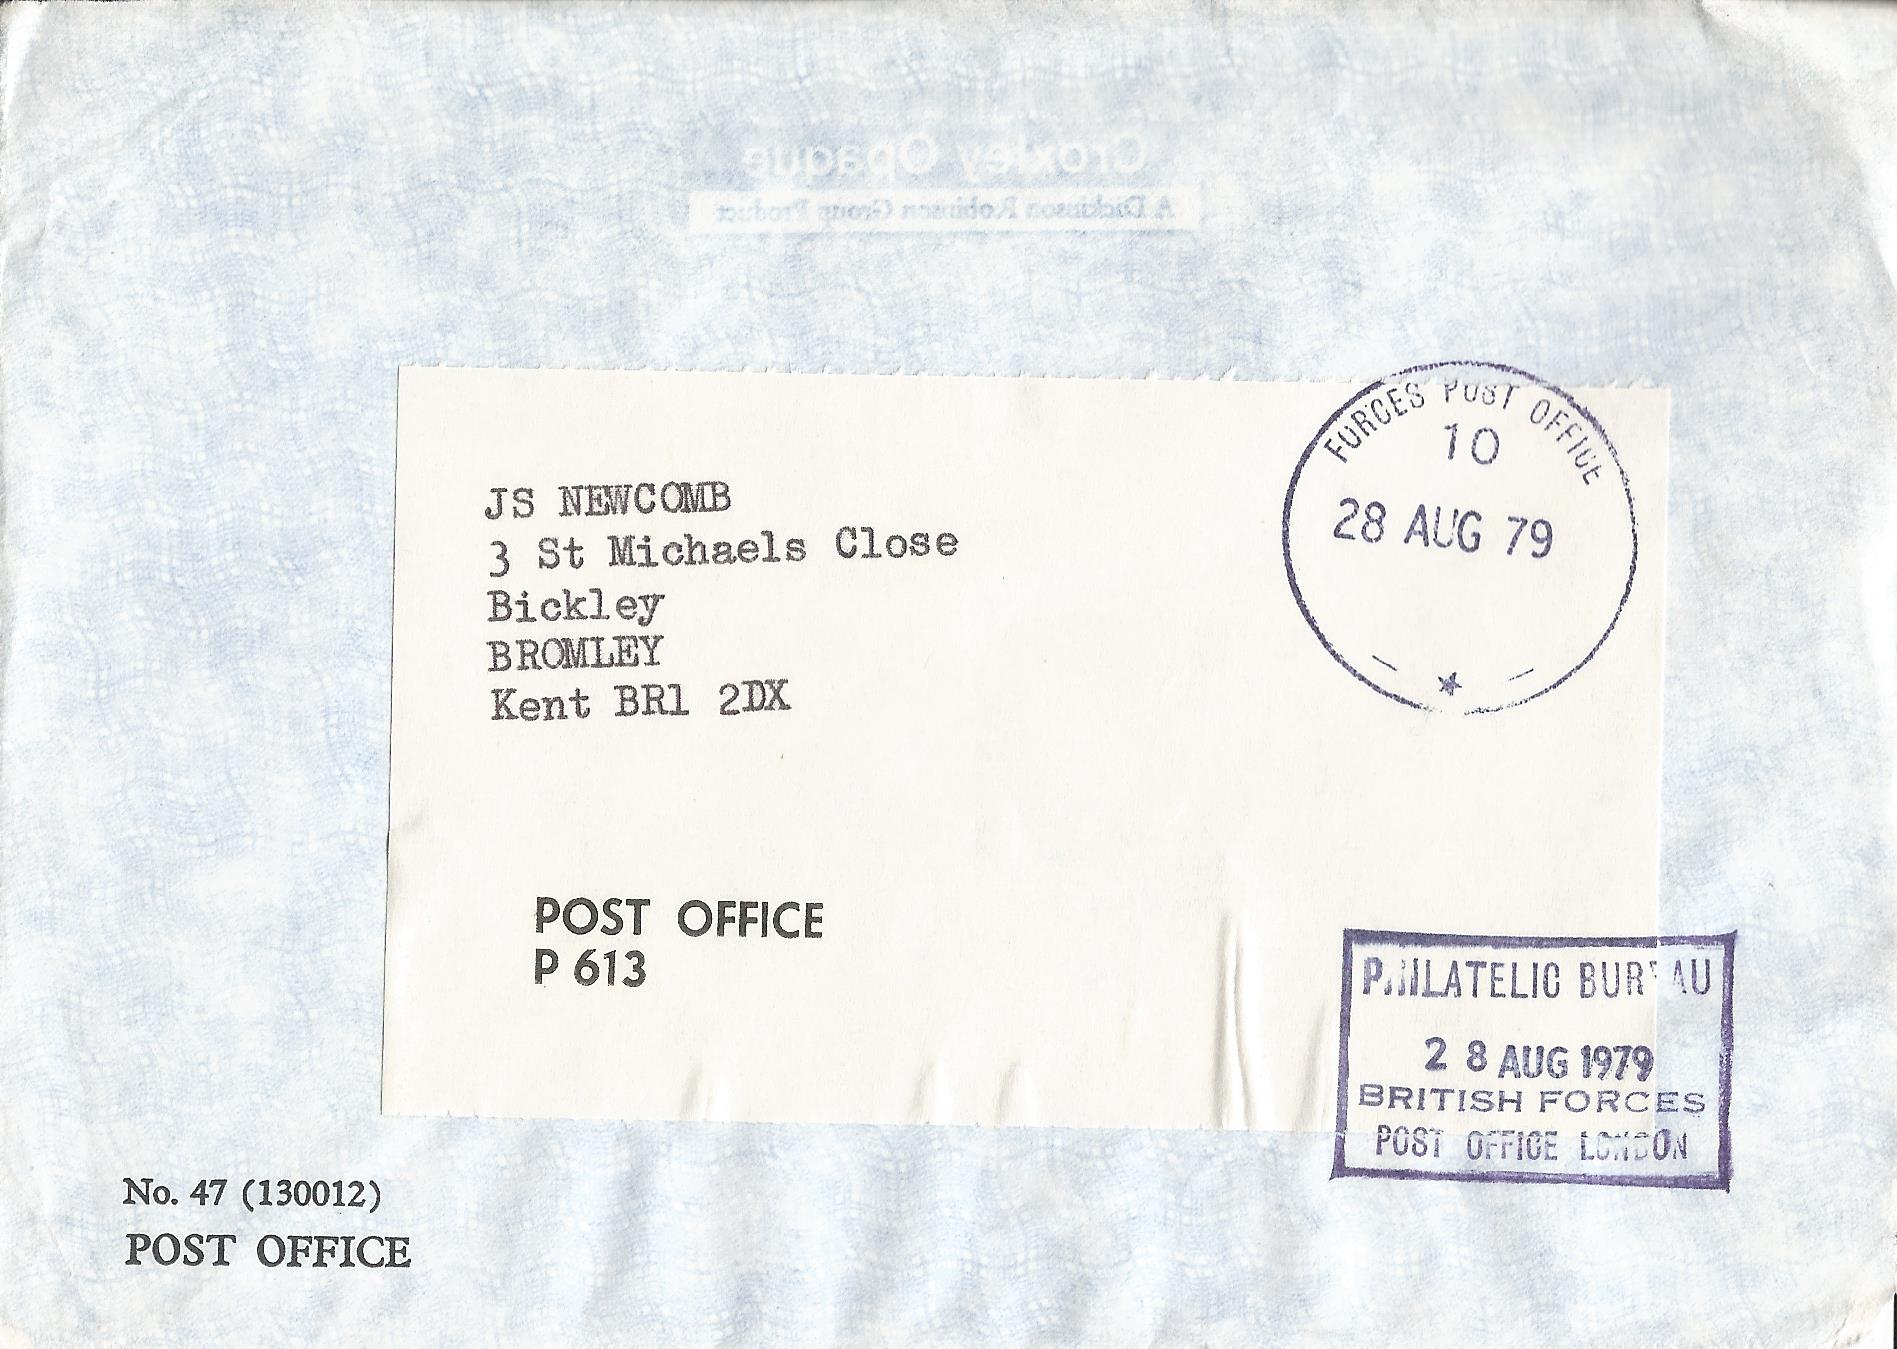 Croxley Opaque
A Dickinson Robinson Group Product
FORCES POST OFFICE
10
28 AUG 79
JS NEWCOMB
3 St Michaels Close
Bickley
BROMLEY
Kent BR1 2DX
POST OFFICE
P 613
PHILATELIC BUREAU
28 AUG 1979
BRITISH FORCES
POST OFFICE LONDON
No. 47 (130012)
POST OFFICE